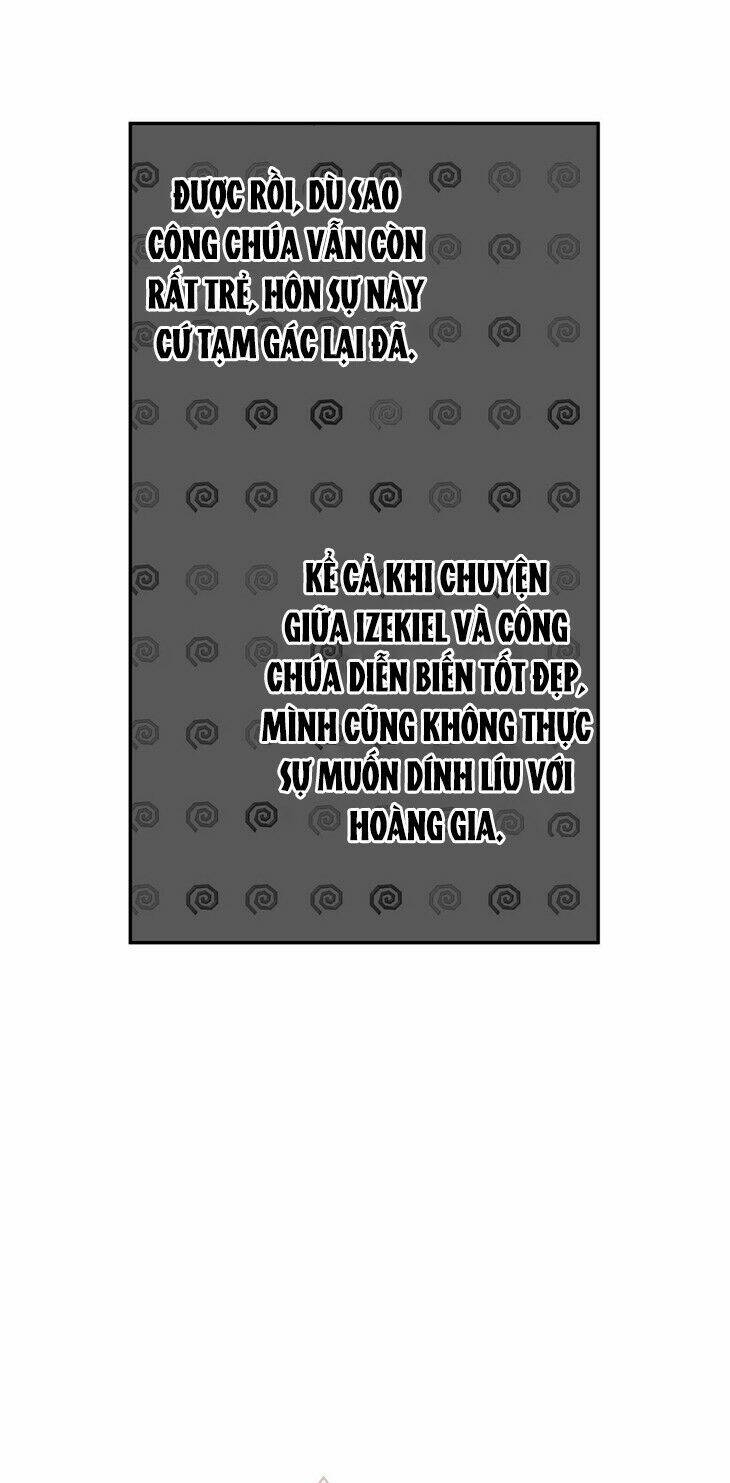 ĐƯỢC RỒI, DÙ SAO
CÔNG CHÚA VẪN CÒN
RẤT TRẺ, HÔN SỰ NÀY
CỨ TẠM GÁC LẠI ĐÃ.
KỂ CẢ KHI CHUYỆN
GIỮA IZEKIEL VÀ CÔNG
CHÚA DIỄN BIẾN TỐT ĐẸP,
MÌNH CŨNG KHÔNG THỰC
SỰ MUỐN DÍNH LÍU VỚI
HOÀNG GIA.